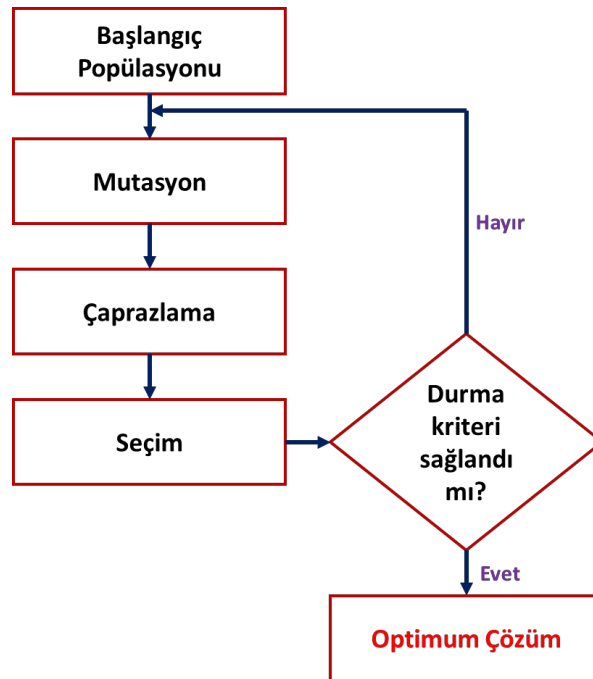 Başlangıç
Popülasyonu
Mutasyon
Çaprazlama
Seçim
Durma
kriteri
sağlandı
mı?
Hayır
Evet
Optimum Çözüm